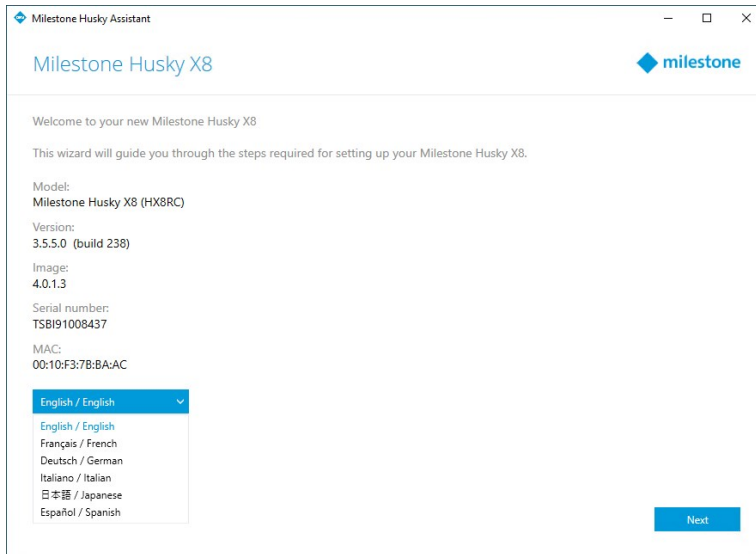 Milestone Husky Assistant
Milestone Husky X8
milestone
Welcome to your new Milestone Husky X8
This wizard will guide you through the steps required for setting up your Milestone Husky X8.
Model:
Milestone Husky X8 (HX8RC)
Version:
3.5.5.0 (build 238)
Image:
4.0.1.3
Serial number:
TSBI91008437
MAC:
00:10:F3:7B:BA:AC
English / English
English / English
Français / French
Deutsch / German
Italiano / Italian
日本語 / Japanese
Español / Spanish
Next